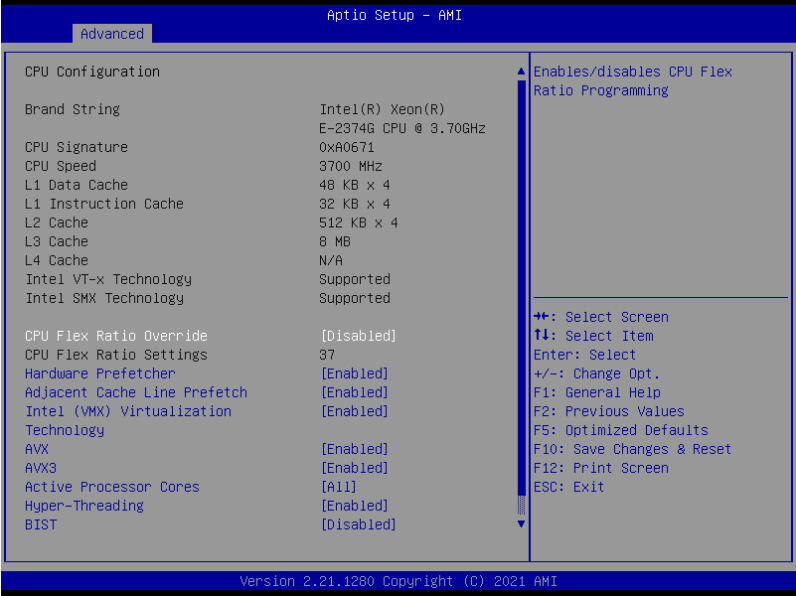 Aptio Setup – AMI
Advanced
CPU Configuration
Brand String Intel(R) Xeon(R)
E-2374G CPU @ 3.70GHz
CPU Signature 0xA0671
CPU Speed 3700 MHz
L1 Data Cache 48 KB x 4
L1 Instruction Cache 32 KB x 4
L2 Cache 512 KB x 4
L3 Cache 8 MB
L4 Cache N/A
Intel VT-x Technology Supported
Intel SMX Technology Supported
CPU Flex Ratio Override [Disabled]
CPU Flex Ratio Settings 37
Hardware Prefetcher [Enabled]
Adjacent Cache Line Prefetch [Enabled]
Intel (VMX) Virtualization [Enabled]
Technology
AVX [Enabled]
AVX3 [Enabled]
Active Processor Cores [All]
Hyper-Threading [Enabled]
BIST [Disabled]
Enables/disables CPU Flex
Ratio Programming
→←: Select Screen
↑↓: Select Item
Enter: Select
+/-: Change Opt.
F1: General Help
F2: Previous Values
F5: Optimized Defaults
F10: Save Changes & Reset
F12: Print Screen
ESC: Exit
Version 2.21.1280 Copyright (C) 2021 AMI